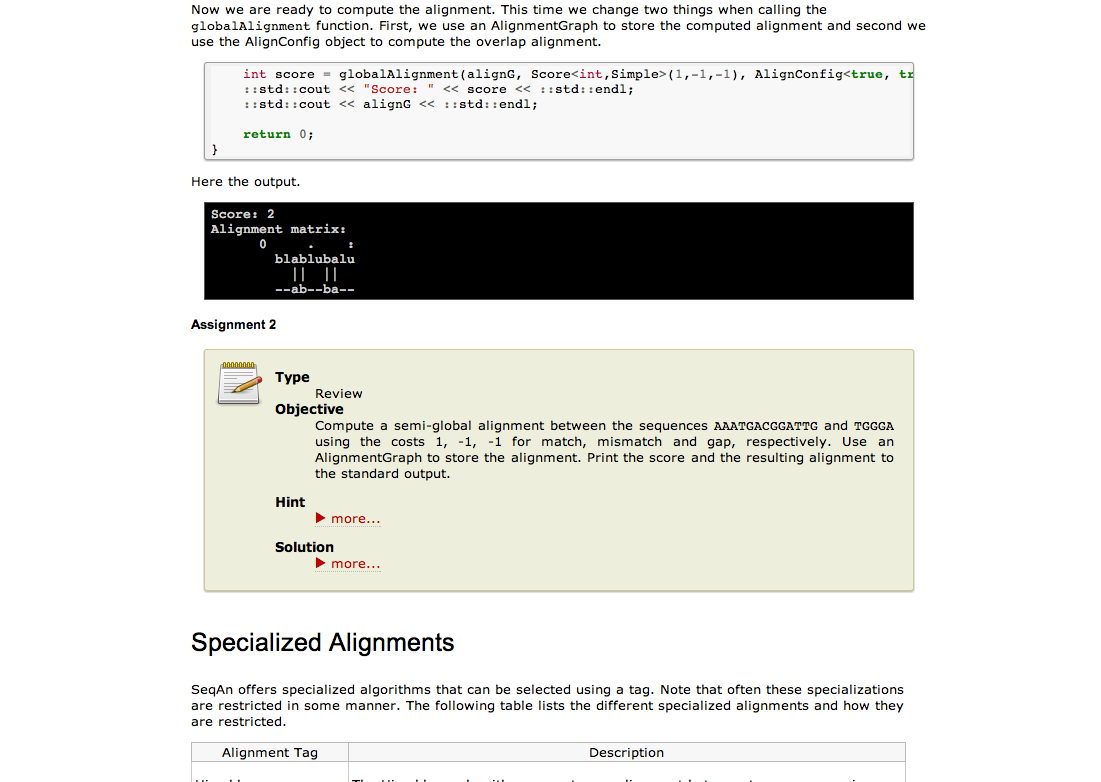 Now we are ready to compute the alignment. This time we change two things when calling the
globalAlignment function. First, we use an AlignmentGraph to store the computed alignment and second we
use the AlignConfig object to compute the overlap alignment.
int score = globalAlignment(alignG, Score<int,Simple>(1,-1,-1), AlignConfig<true, tr
::std::cout << "Score: " << score << ::std::endl;
::std::cout << alignG << ::std::endl;
return 0;
}
Here the output.
Score: 2
Alignment matrix:
0     .    :
blablubalu
||  ||
--ab--ba--
Assignment 2
Type
Review
Objective
Compute a semi-global alignment between the sequences AAATGACGGATTG and TGGGA
using the costs 1, -1, -1 for match, mismatch and gap, respectively. Use an
AlignmentGraph to store the alignment. Print the score and the resulting alignment to
the standard output.
Hint
more...
Solution
more...
Specialized Alignments
SeqAn offers specialized algorithms that can be selected using a tag. Note that often these specializations
are restricted in some manner. The following table lists the different specialized alignments and how they
are restricted.
Alignment Tag Description